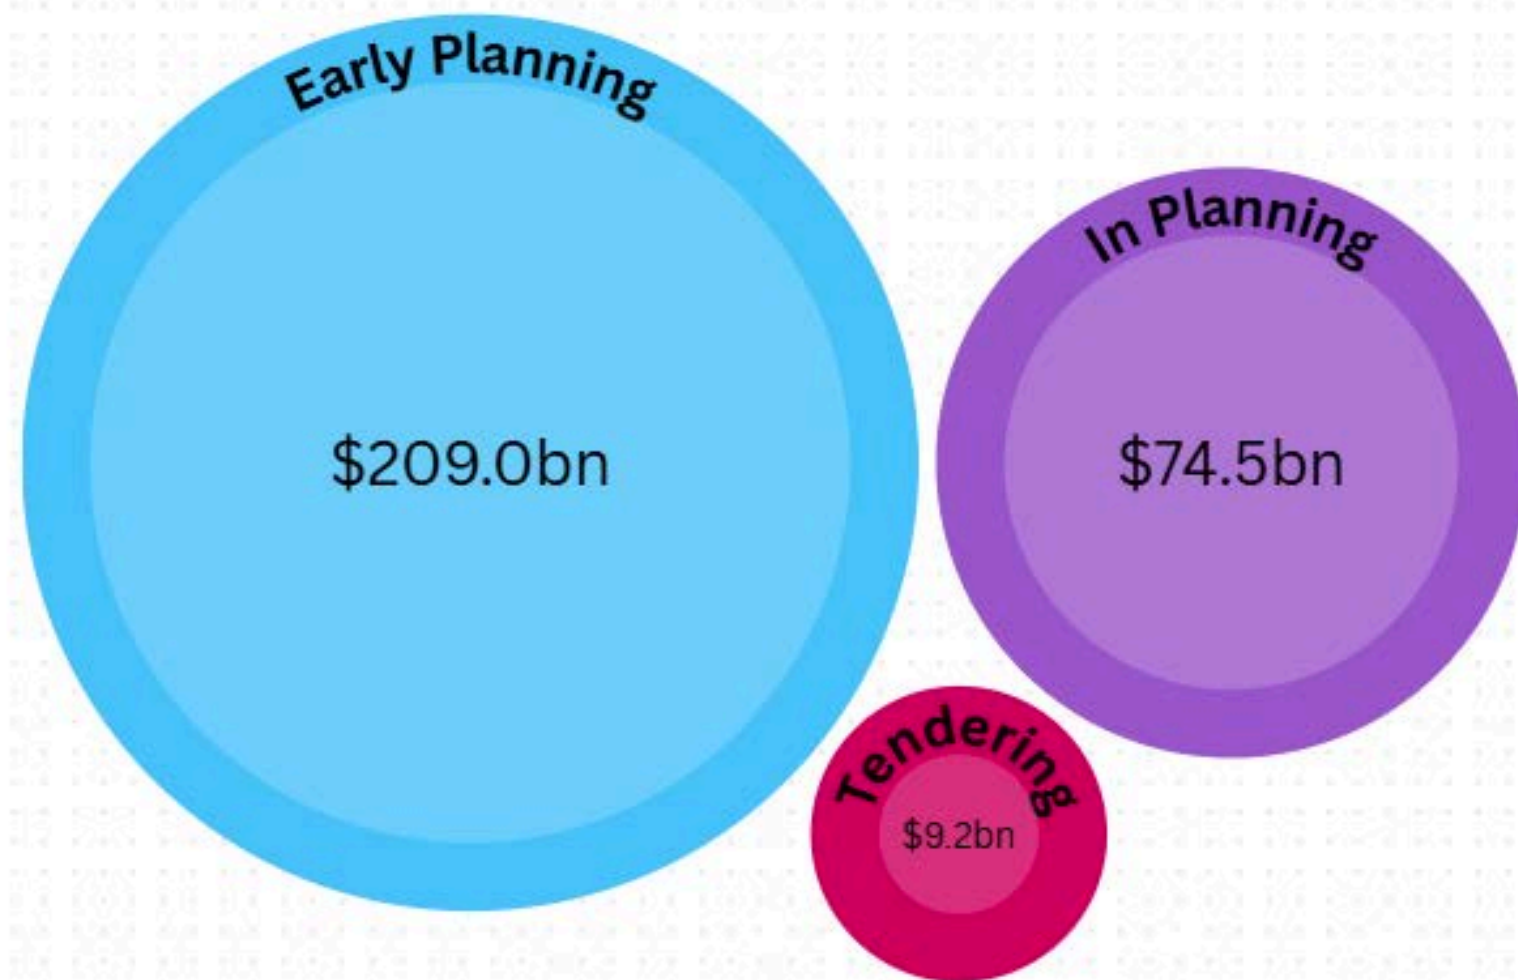 Early Planning
$209.0bn
In Planning
$74.5bn
Tendering
$9.2bn